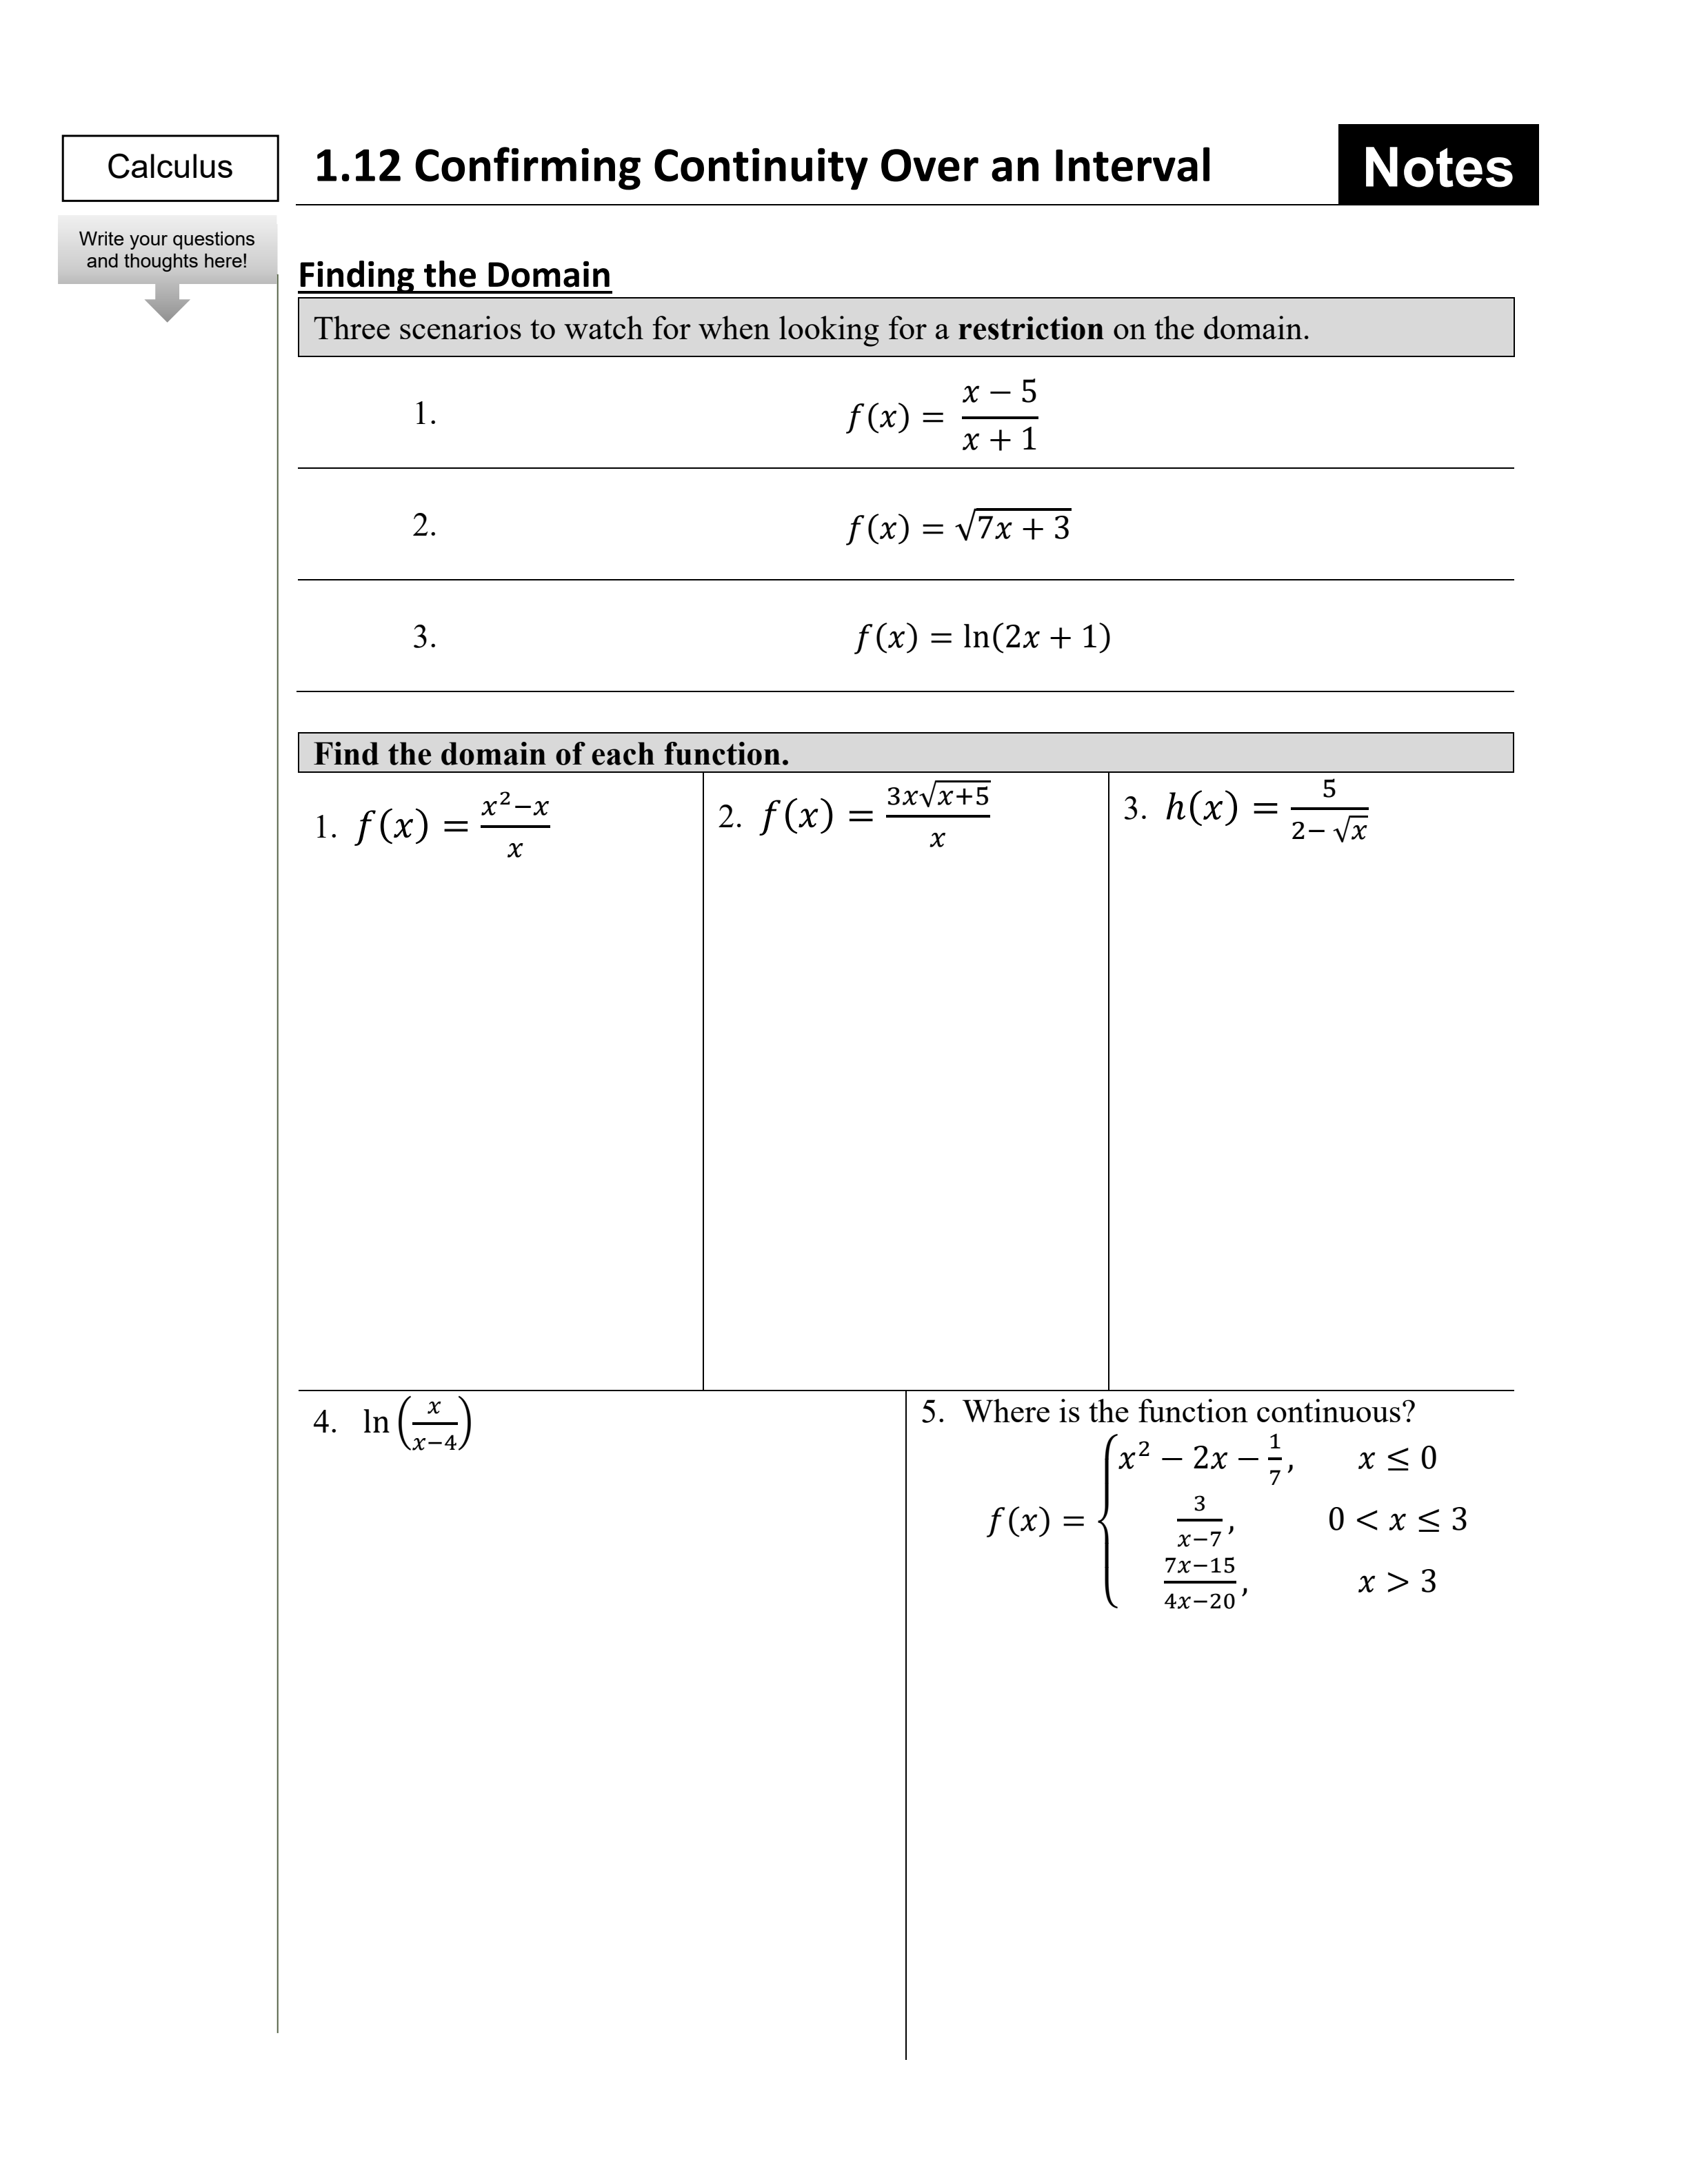 Calculus
1.12 Confirming Continuity Over an Interval
Notes
Write your questions
and thoughts here!
Finding the Domain
Three scenarios to watch for when looking for a restriction on the domain.
1. f(x) = (x − 5)/(x + 1)
2. f(x) = √(7x + 3)
3. f(x) = ln(2x + 1)
Find the domain of each function.
1. f(x) = (x²−x)/x
2. f(x) = (3x√(x+5))/x
3. h(x) = 5/(2− √x)
4. ln(x/(x−4))
5. Where is the function continuous?
f(x) = { x² − 2x − 1/7, x ≤ 0
3/(x−7), 0 < x ≤ 3
(7x−15)/(4x−20), x > 3